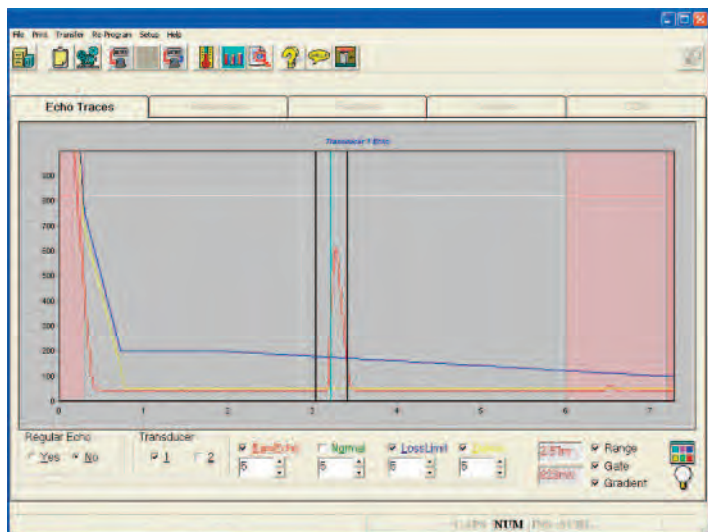 File Print Transfer Re-Program Setup Help
Echo Traces
Transducer 1 Echo
900
800
700
600
500
400
300
200
100
0
0 1 2 3 4 5 6 7
Regular Echo
Yes No
Transducer
1 2
RawEcho Normal LossLimit
5 5 5 5
Range
Gate
Gradient
CAPS NUM